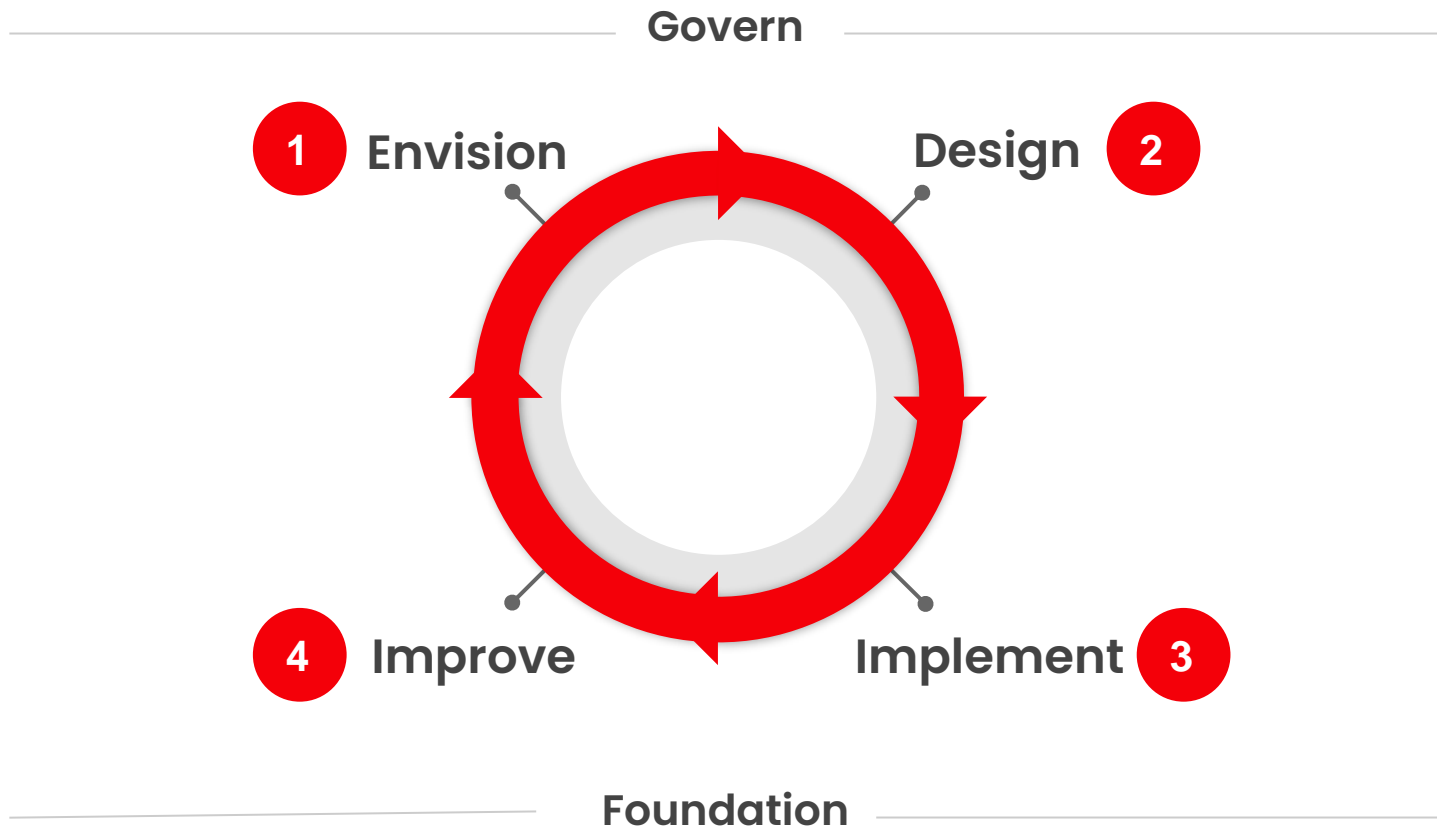 Govern
1 Envision
Design 2
4 Improve
Implement 3
Foundation